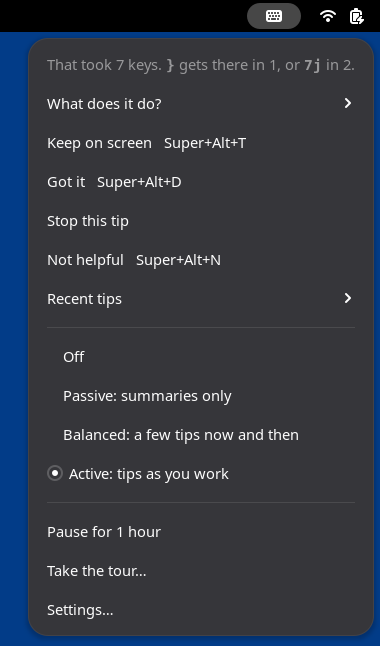 That took 7 keys. } gets there in 1, or 7j in 2.
What does it do?
Keep on screen Super+Alt+T
Got it Super+Alt+D
Stop this tip
Not helpful Super+Alt+N
Recent tips
Off
Passive: summaries only
Balanced: a few tips now and then
Active: tips as you work
Pause for 1 hour
Take the tour...
Settings...